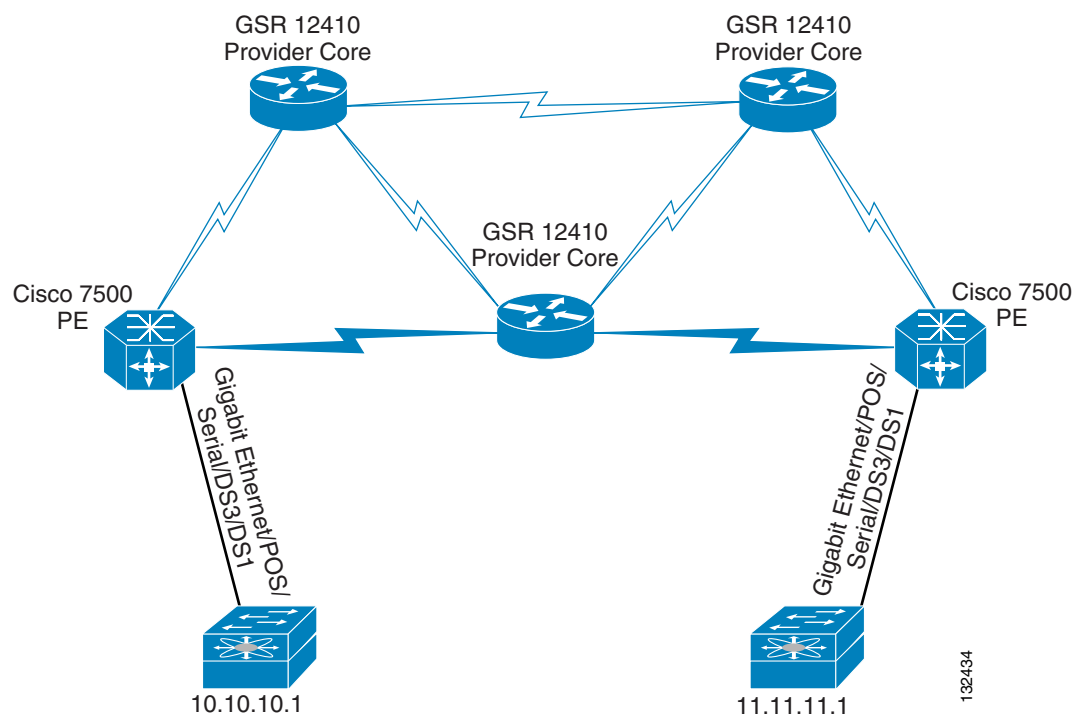 GSR 12410
Provider Core
GSR 12410
Provider Core
GSR 12410
Provider Core
Cisco 7500
PE
Cisco 7500
PE
Gigabit Ethernet/POS/
Serial/DS3/DS1
Gigabit Ethernet/POS/
Serial/DS3/DS1
10.10.10.1
11.11.11.1
132434